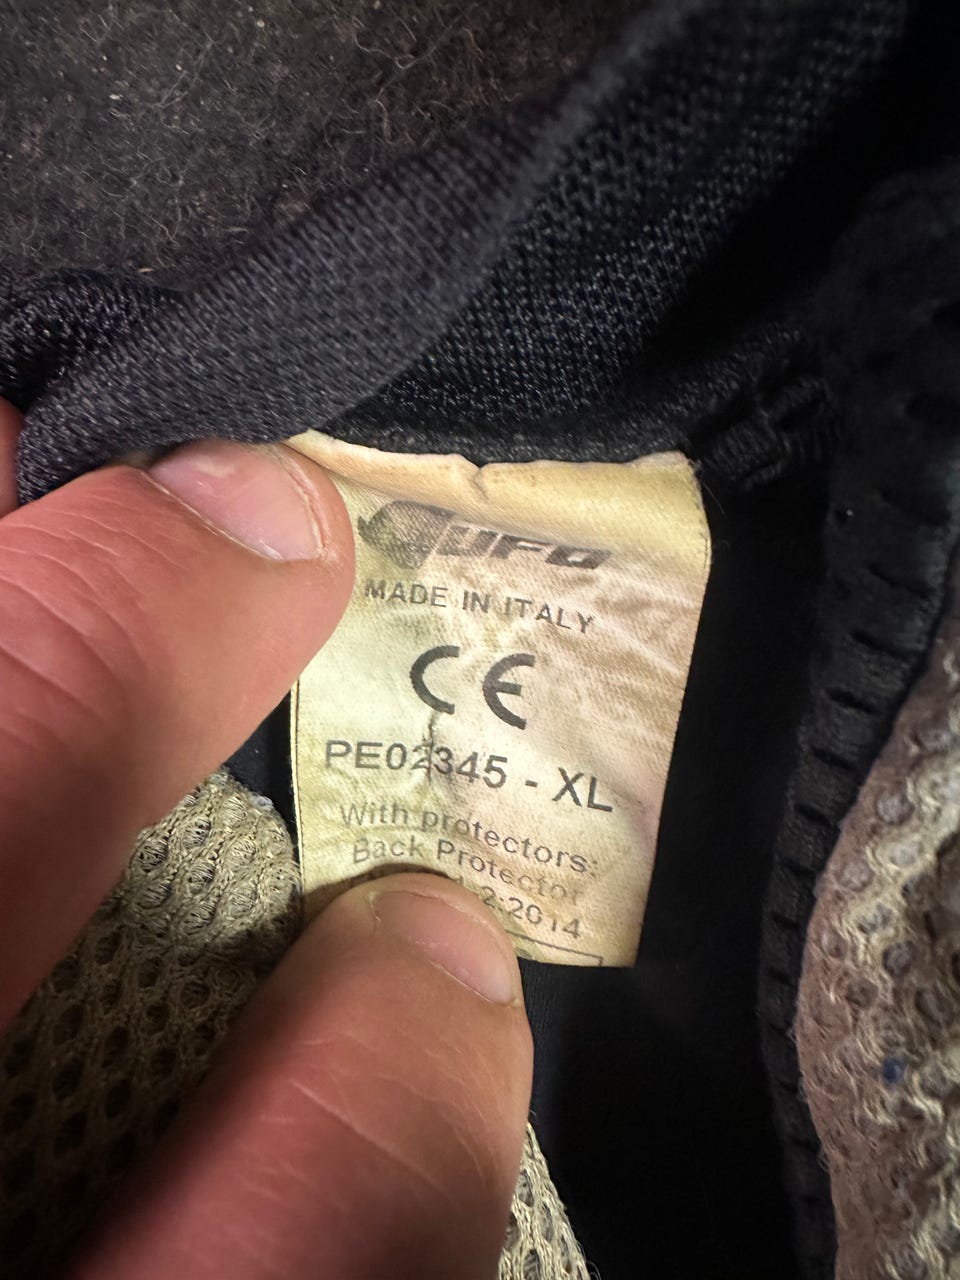 UFO
MADE IN ITALY
CE
PE02345 - XL
With protectors:
Back Protector
2:2014